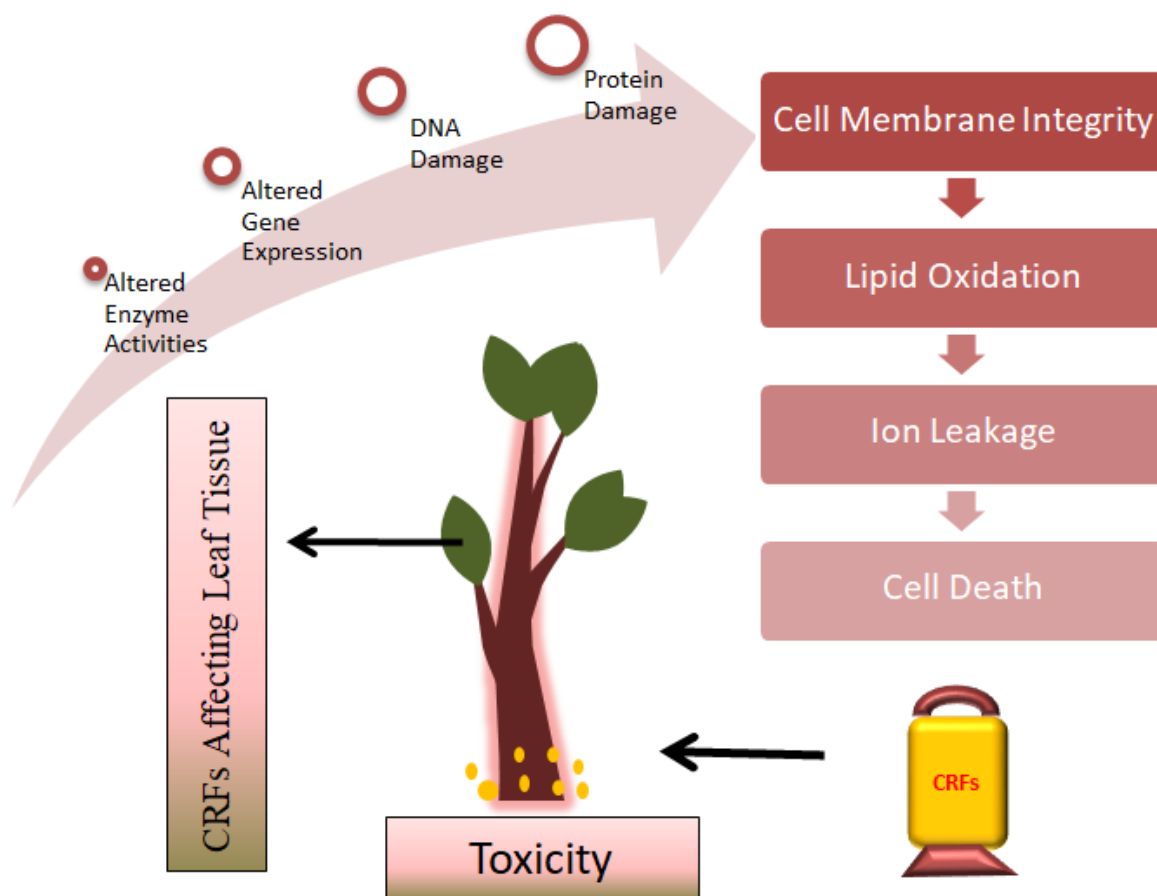 Protein
Damage
DNA
Damage
Altered
Gene
Expression
Altered
Enzyme
Activities
Cell Membrane Integrity
Lipid Oxidation
Ion Leakage
Cell Death
CRFs Affecting Leaf Tissue
CRFs
Toxicity